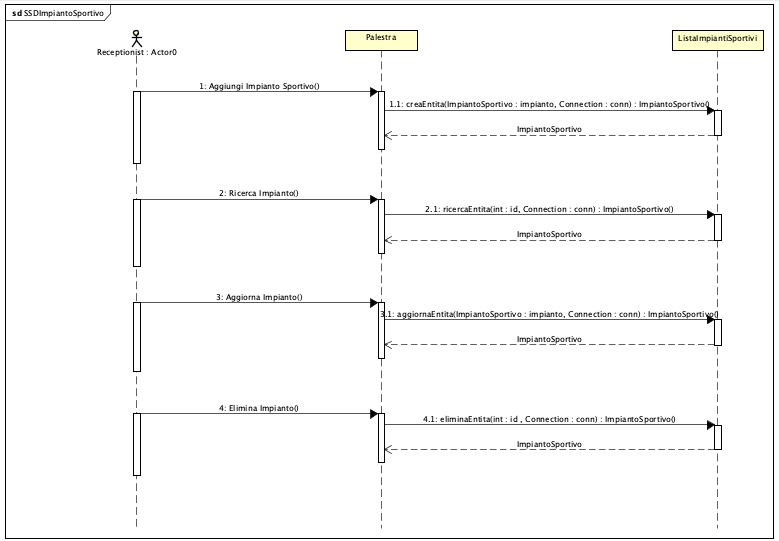 sd SSDImpiantoSportivo
Receptionist : Actor0
Palestra
ListaImpiantiSportivi
1: Aggiungi Impianto Sportivo()
1.1: creaEntita(ImpiantoSportivo : impianto, Connection : conn) : ImpiantoSportivo()
ImpiantoSportivo
2: Ricerca Impianto()
2.1: ricercaEntita(int : id, Connection : conn) : ImpiantoSportivo()
ImpiantoSportivo
3: Aggiorna Impianto()
3.1: aggiornaEntita(ImpiantoSportivo : impianto, Connection : conn) : ImpiantoSportivo()
ImpiantoSportivo
4: Elimina Impianto()
4.1: eliminaEntita(int : id , Connection : conn) : ImpiantoSportivo()
ImpiantoSportivo